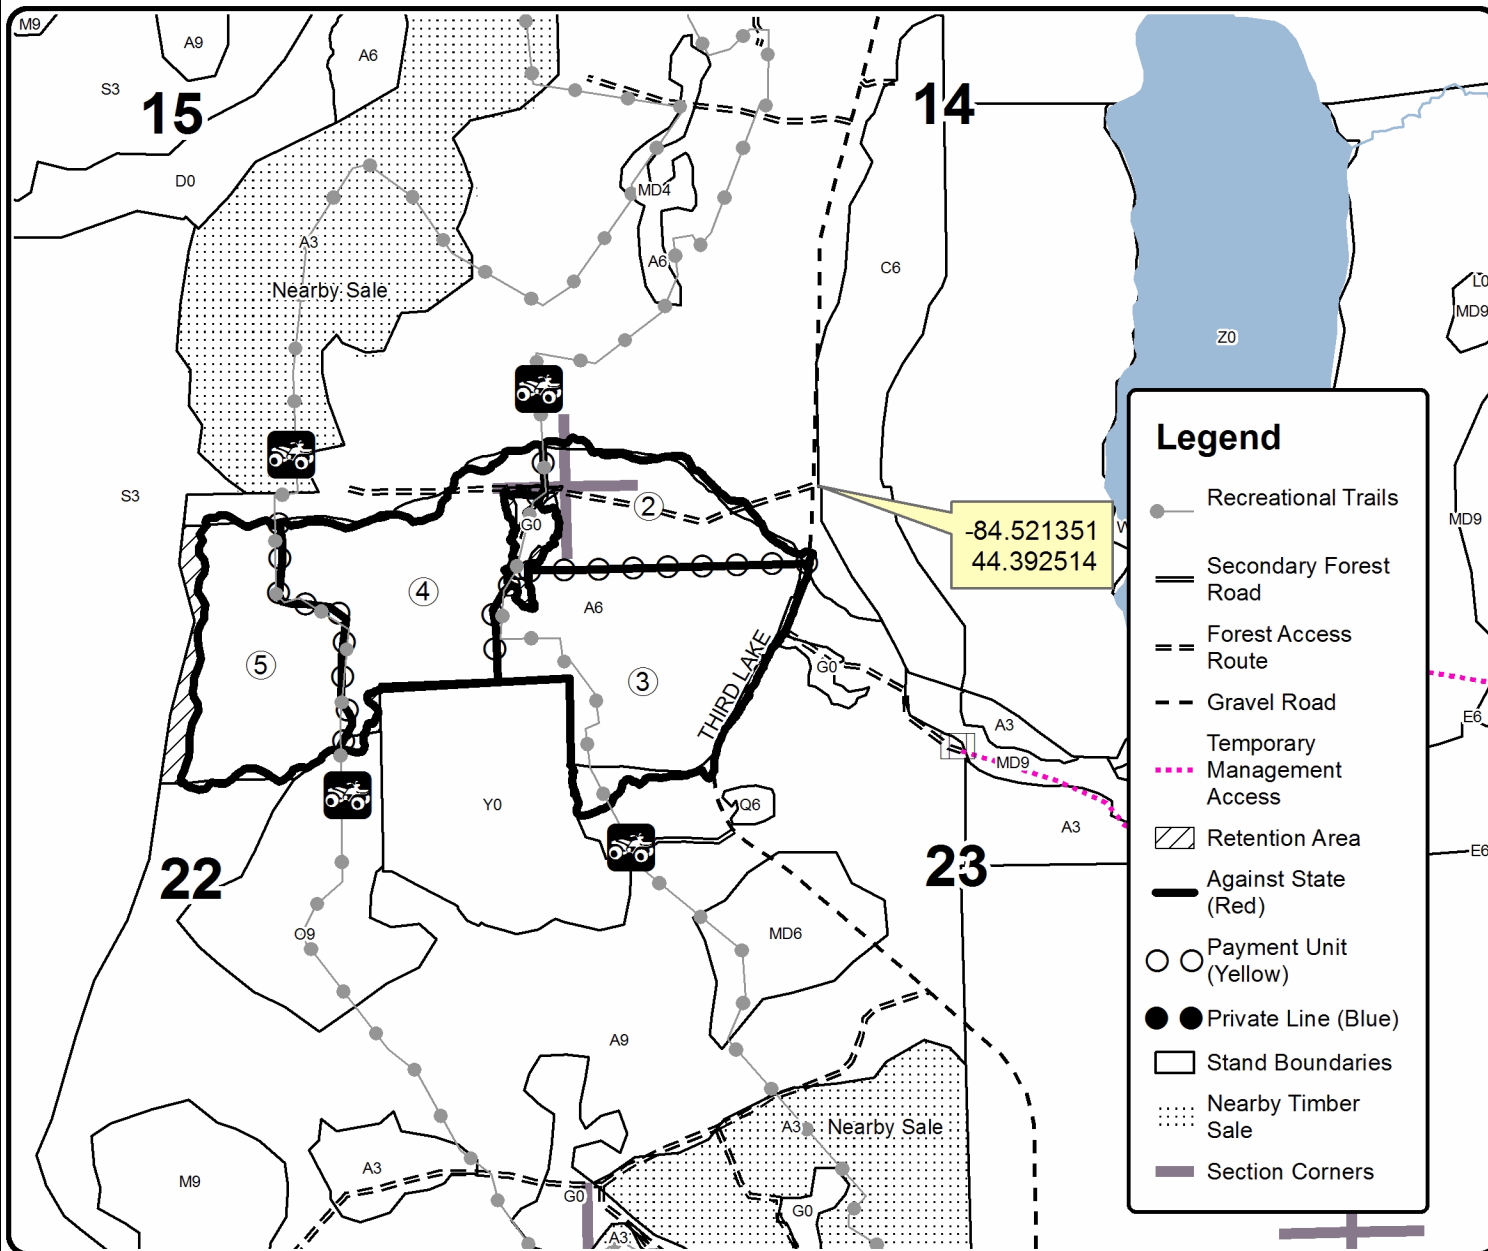 M9
A9
A6
S3
15
14
D0
MD4
A3
A6
C6
L0
MD9
Nearby Sale
Z0
S3
G0
2
-84.521351
44.392514
W
MD9
4
A6
5
3
THIRD LAKE
G0
A3
E6
MD9
Y0
Q6
A3
E6
22
23
O9
MD6
A9
A3
Nearby Sale
A3
M9
G0
G0
A3
Legend
Recreational Trails
Secondary Forest
Road
Forest Access
Route
Gravel Road
Temporary
Management
Access
Retention Area
Against State
(Red)
Payment Unit
(Yellow)
Private Line (Blue)
Stand Boundaries
Nearby Timber
Sale
Section Corners